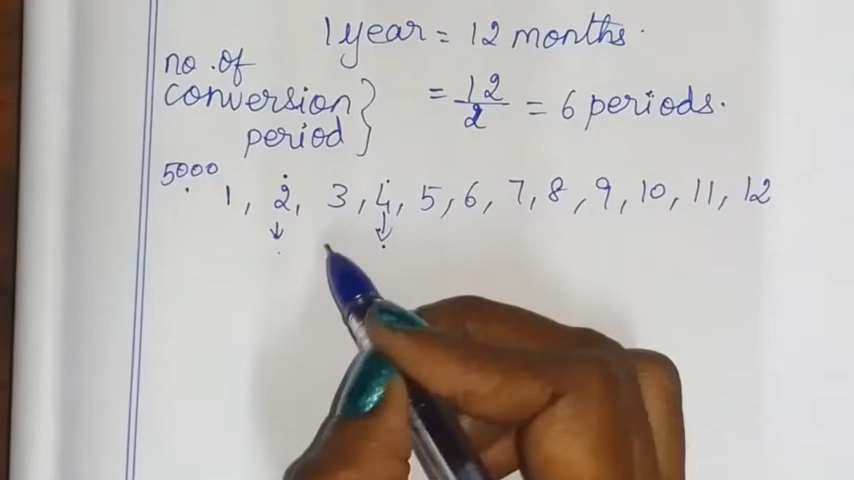 1 year = 12 months.
no. of
conversion } = 12/2 = 6 periods.
period
5000
1, 2, 3, 4, 5, 6, 7, 8, 9, 10, 11, 12